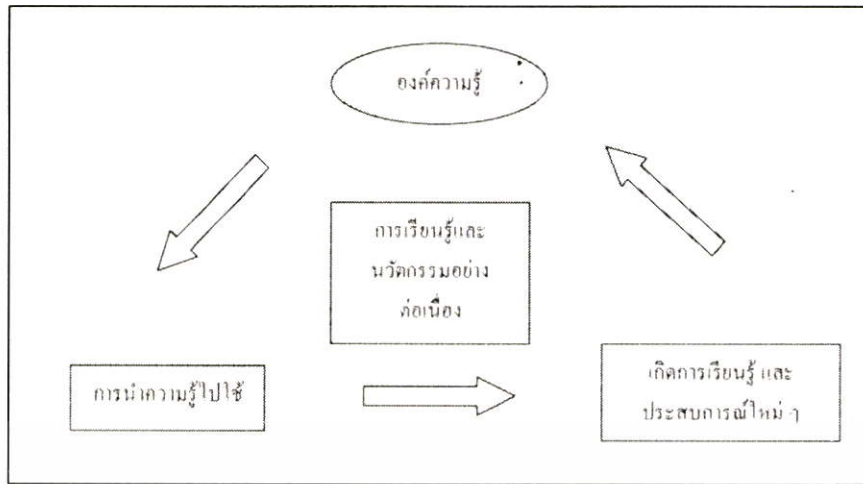 องค์ความรู้
การเรียนรู้และ
นวัตกรรมอย่าง
ต่อเนื่อง
การนำความรู้ไปใช้
เกิดการเรียนรู้ และ
ประสบการณ์ใหม่ ๆ